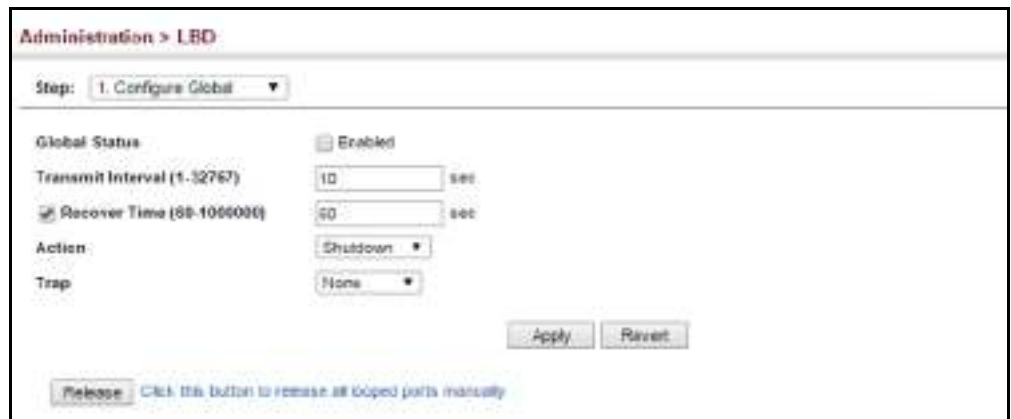 Administration > LBD
Step: 1. Configure Global
Global Status Enabled
Transmit Interval (1-32767) 10 sec
Recover Time (60-1000000) 60 sec
Action Shutdown
Trap None
Apply Revert
Release Click this button to release all looped ports manually